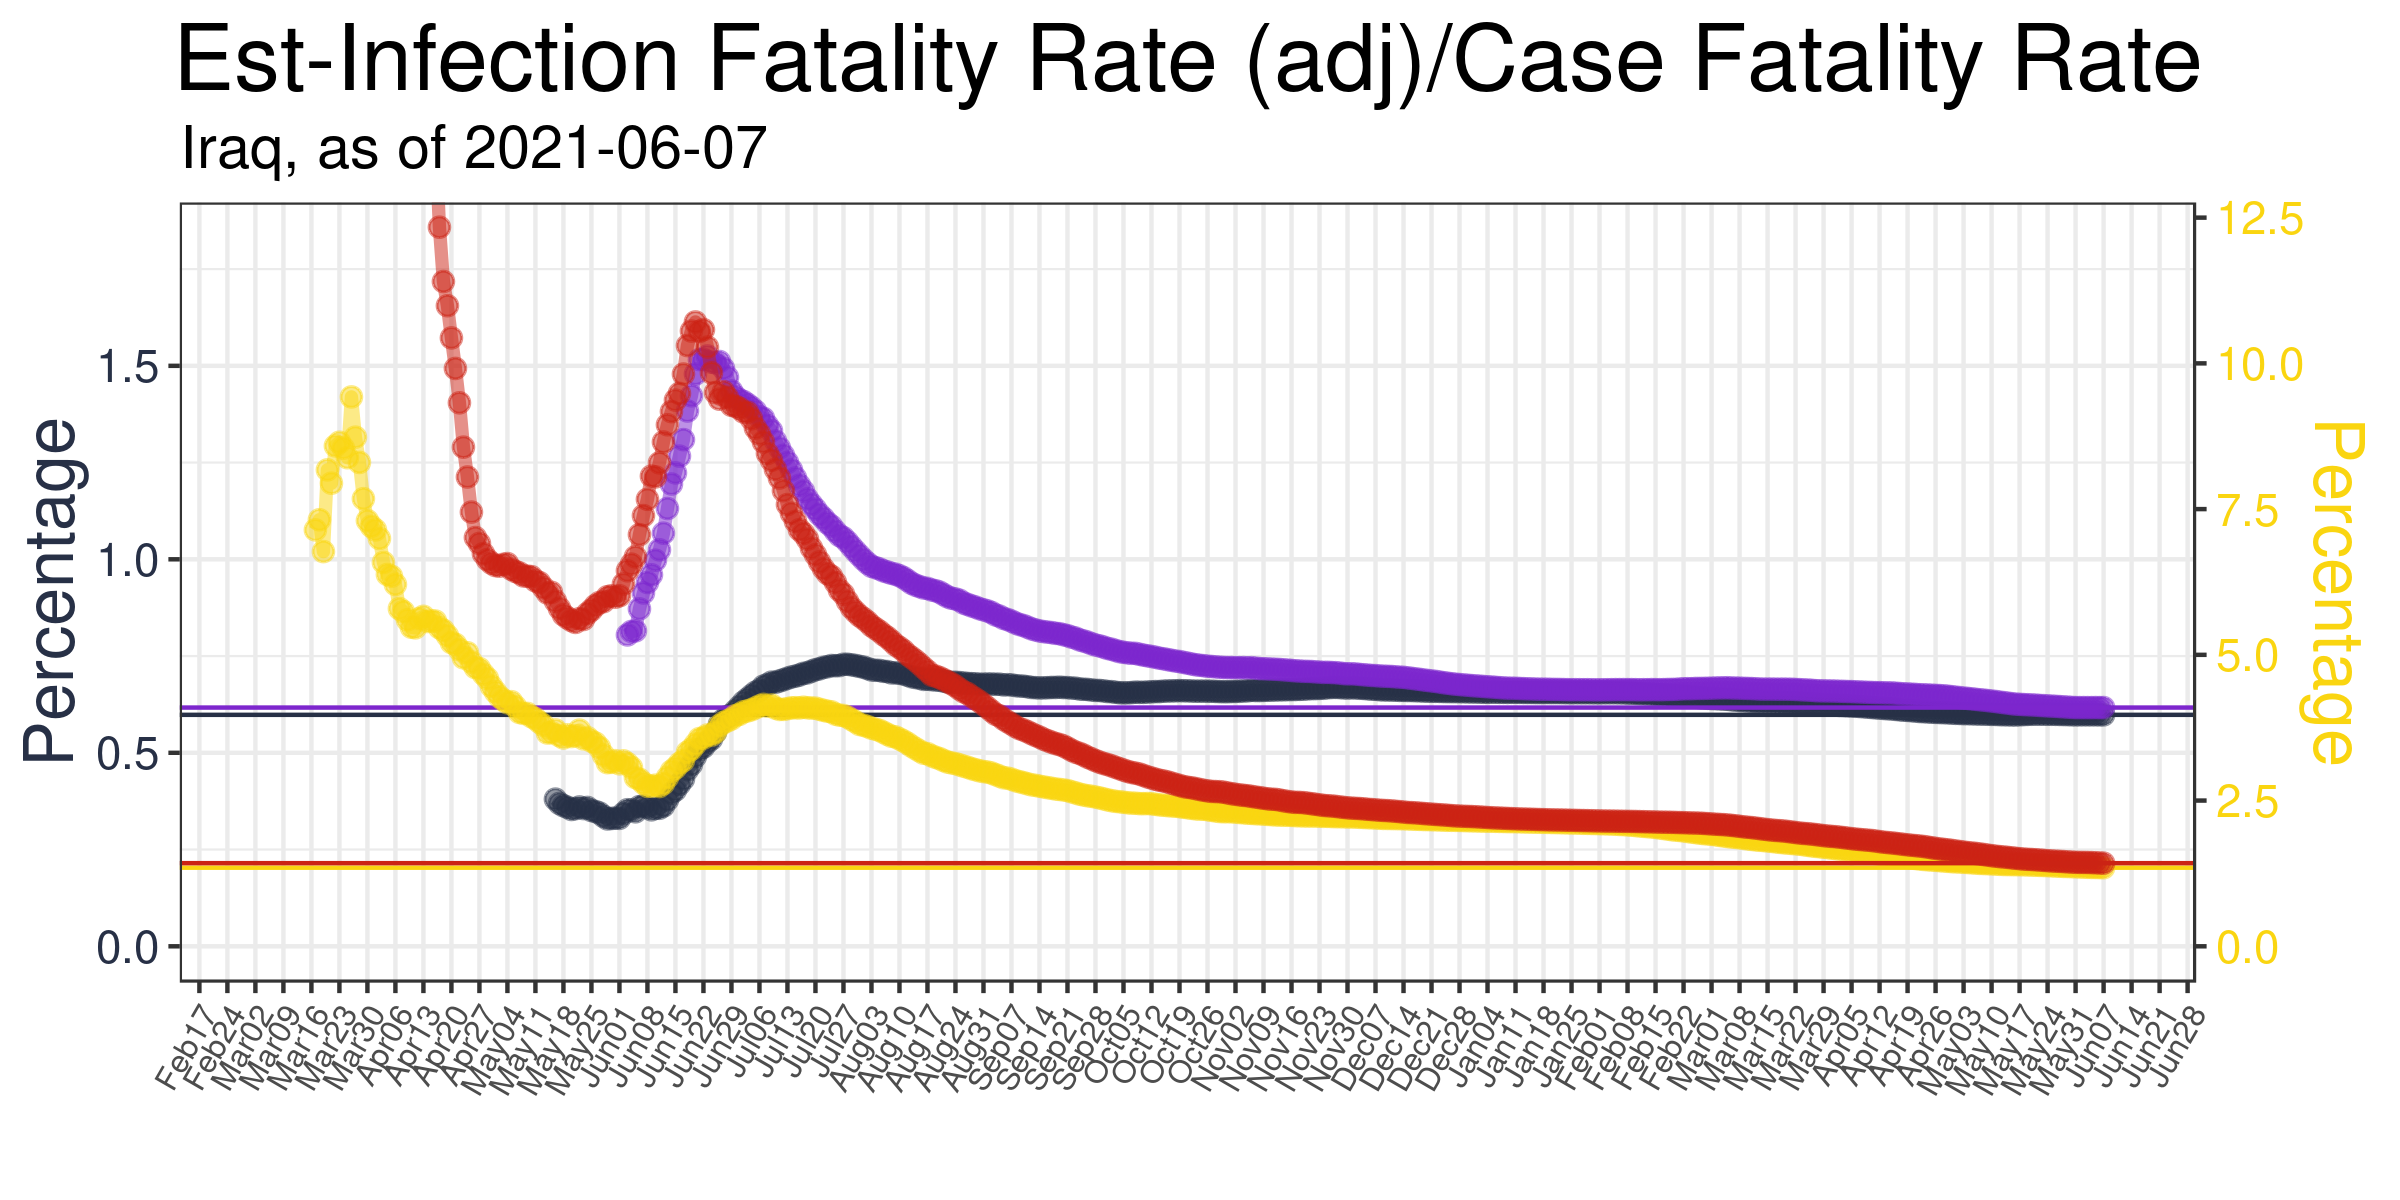 Est-Infection Fatality Rate (adj)/Case Fatality Rate
Iraq, as of 2021-06-07
Percentage
1.5
1.0
0.5
0.0
12.5
10.0
7.5
5.0
2.5
0.0
Percentage
Feb17
Feb24
Mar02
Mar09
Mar16
Mar23
Mar30
Apr06
Apr13
Apr20
Apr27
May04
May11
May18
May25
Jun01
Jun08
Jun15
Jun22
Jun29
Jul06
Jul13
Jul20
Jul27
Aug03
Aug10
Aug17
Aug24
Aug31
Sep07
Sep14
Sep21
Sep28
Oct05
Oct12
Oct19
Oct26
Nov02
Nov09
Nov16
Nov23
Nov30
Dec07
Dec14
Dec21
Dec28
Jan04
Jan11
Jan18
Jan25
Feb01
Feb08
Feb15
Feb22
Mar01
Mar08
Mar15
Mar22
Mar29
Apr05
Apr12
Apr19
Apr26
May03
May10
May17
May24
May31
Jun07
Jun14
Jun21
Jun28